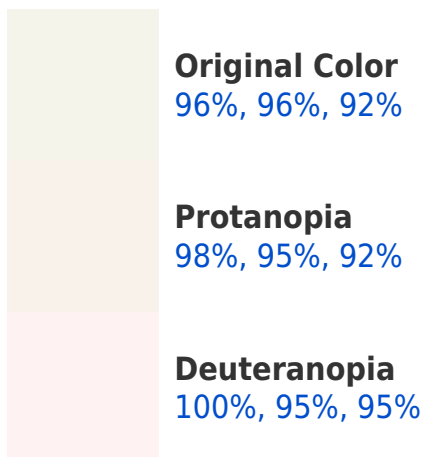 Original Color
96%, 96%, 92%
Protanopia
98%, 95%, 92%
Deuteranopia
100%, 95%, 95%